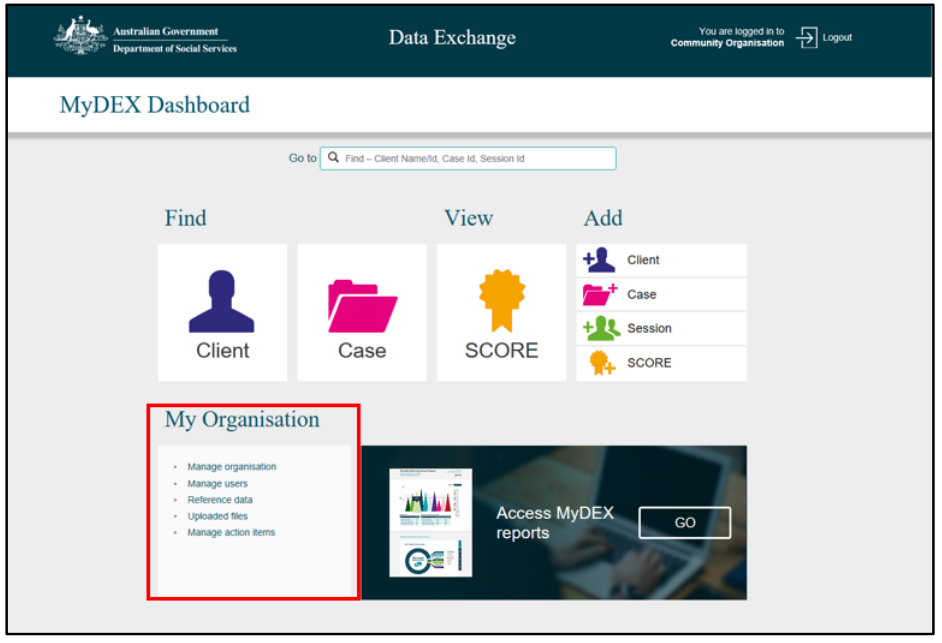 Australian Government
Department of Social Services
Data Exchange
You are logged in to
Community Organisation
Logout
MyDEX Dashboard
Go to
Find – Client Name/Id, Case Id, Session Id
Find
View
Add
Client
Case
SCORE
Client
Case
Session
SCORE
My Organisation
Manage organisation
Manage users
Reference data
Uploaded files
Manage action items
Access MyDEX
reports
GO